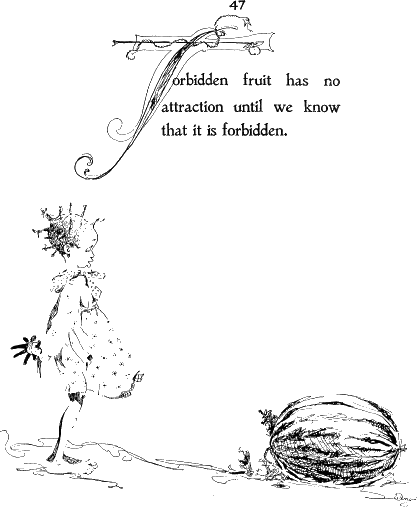 47
Forbidden fruit has no
attraction until we know
that it is forbidden.